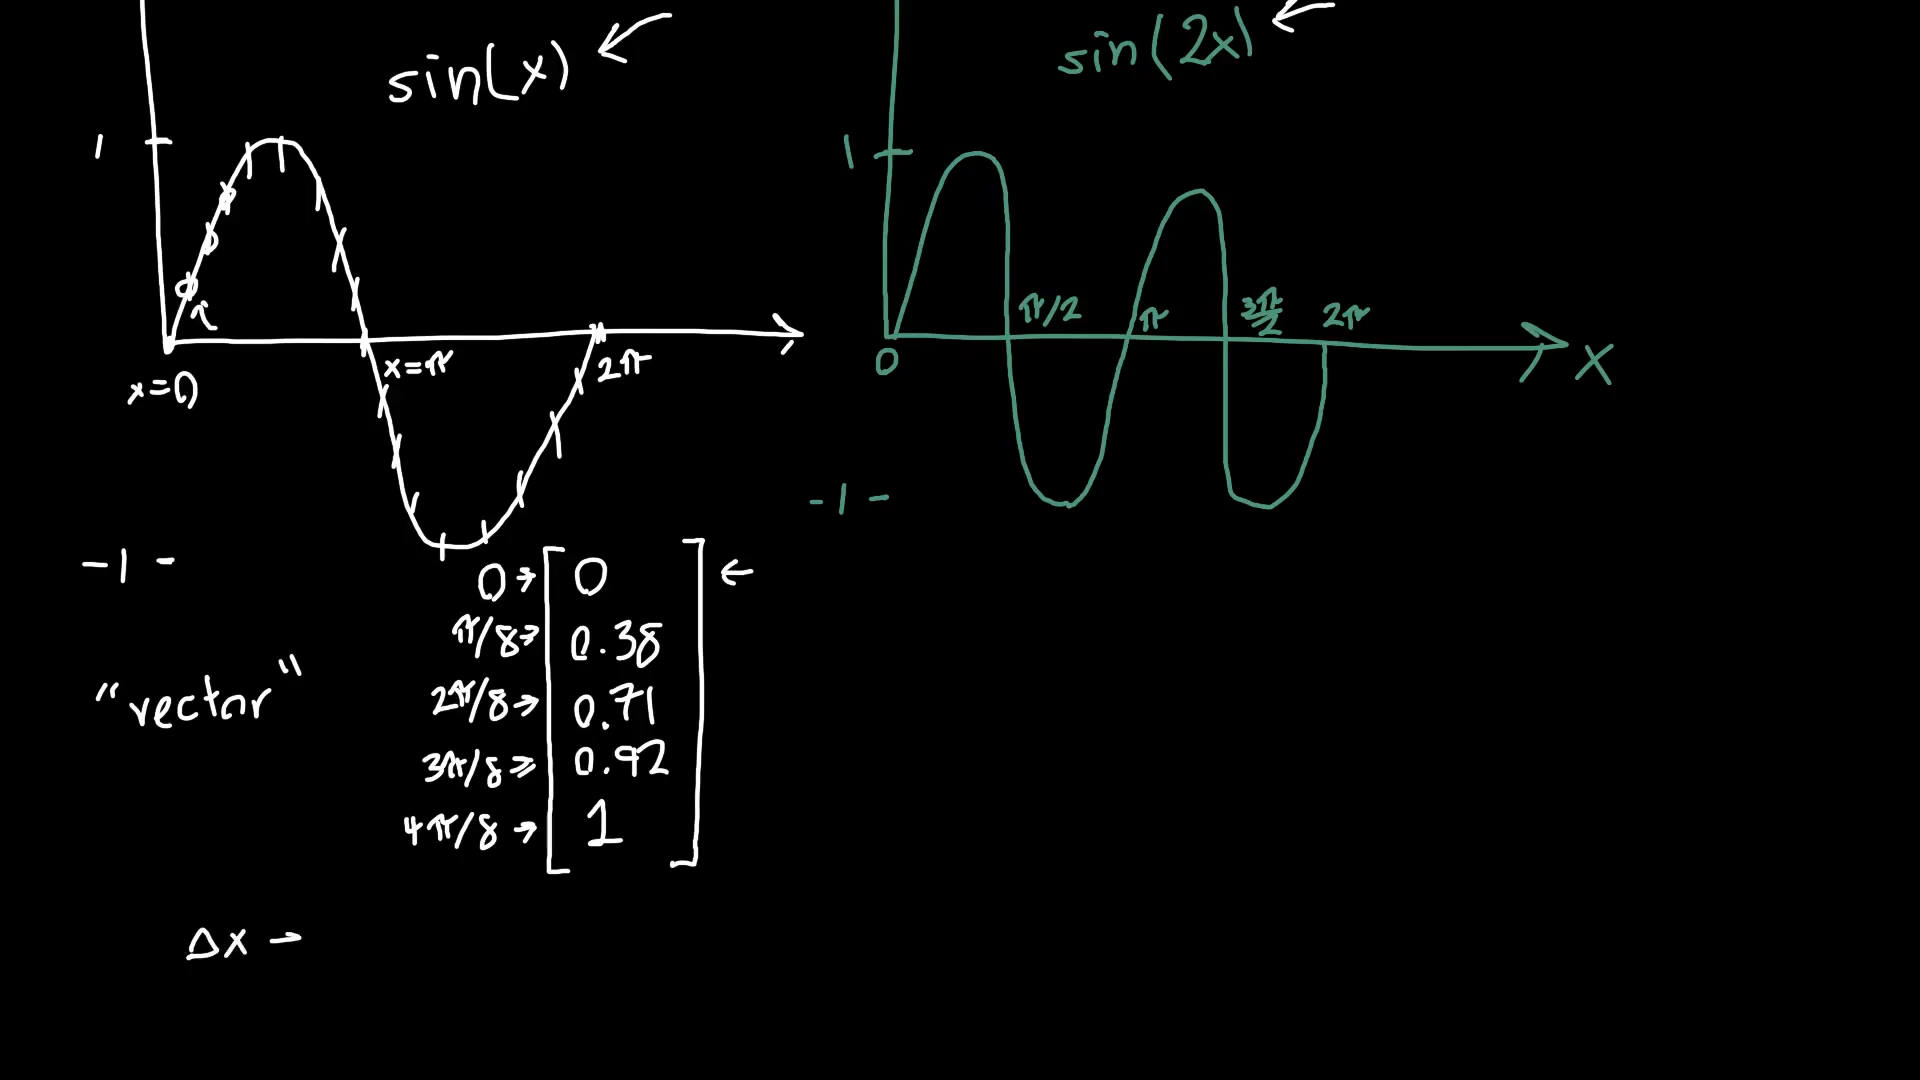 sin(x)
1
x=0
x=π
2π
-1 -
sin(2x)
1
π/2
π
3π/2
2π
0
x
-1 -
0→ 0 ←
π/8→ 0.38
2π/8→ 0.71
3π/8→ 0.92
4π/8→ 1
"vector"
Δx →